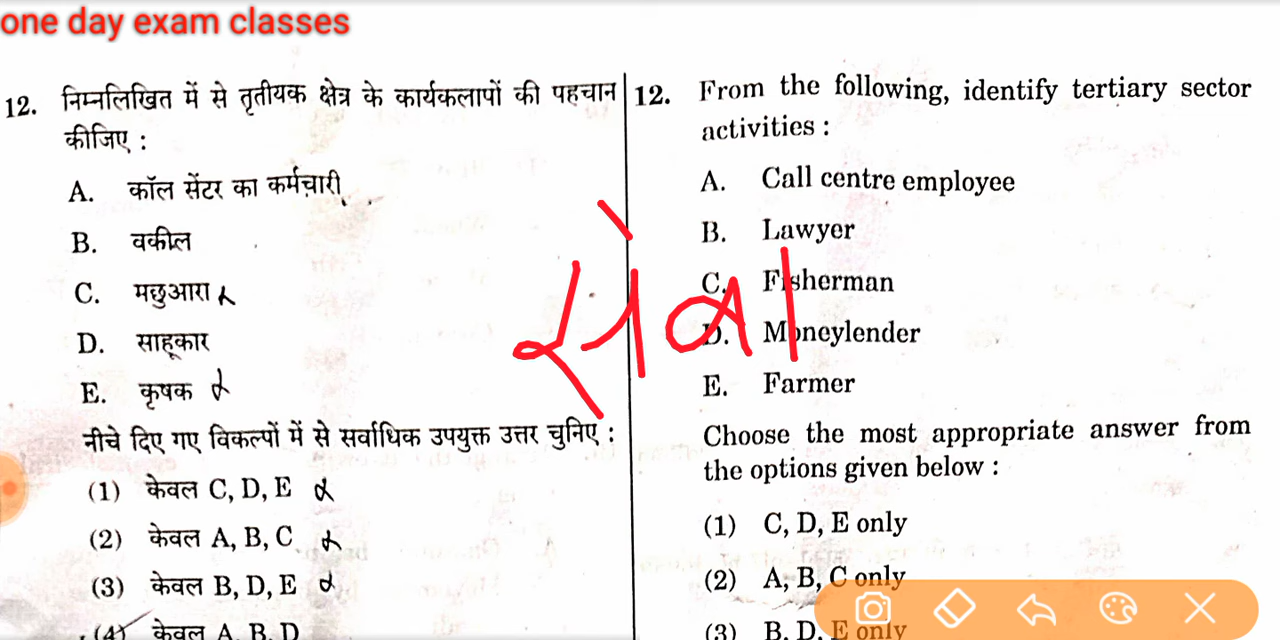 one day exam classes
12. निम्नलिखित में से तृतीयक क्षेत्र के कार्यकलापों की पहचान
कीजिए :
A. कॉल सेंटर का कर्मचारी
B. वकील
C. मछुआरा
D. साहूकार
E. कृषक
नीचे दिए गए विकल्पों में से सर्वाधिक उपयुक्त उत्तर चुनिए :
(1) केवल C, D, E
(2) केवल A, B, C
(3) केवल B, D, E
(4) केवल A, B, D
सेवा
12. From the following, identify tertiary sector
activities :
A. Call centre employee
B. Lawyer
C. Fisherman
D. Moneylender
E. Farmer
Choose the most appropriate answer from
the options given below :
(1) C, D, E only
(2) A, B, C only
(3) B, D, E only